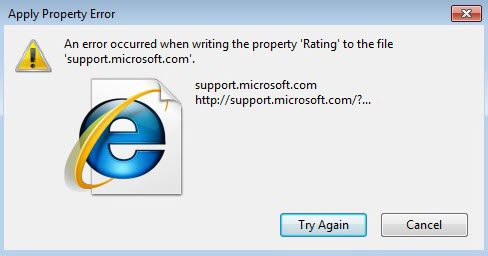 Apply Property Error
An error occurred when writing the property 'Rating' to the file
'support.microsoft.com'.
support.microsoft.com
http://support.microsoft.com/?...
Try Again
Cancel